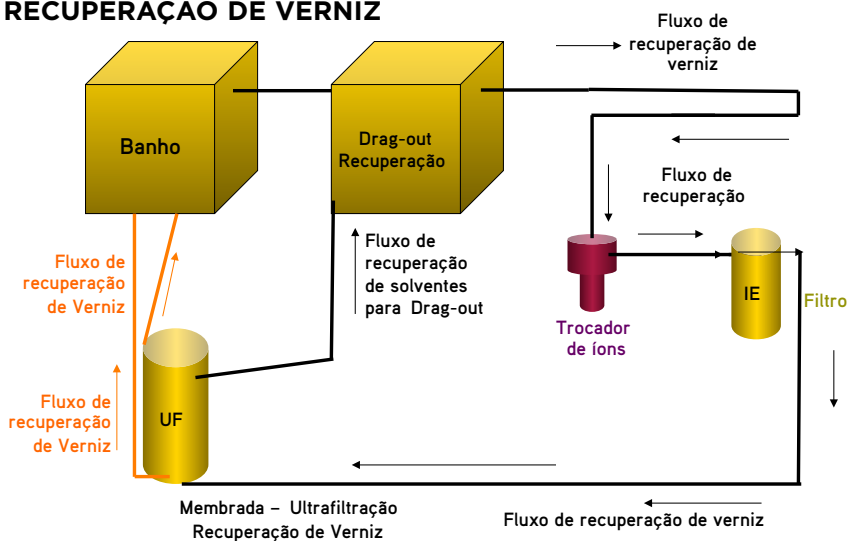 RECUPERAÇÃO DE VERNIZ
Fluxo de
recuperação de
verniz
Banho
Drag-out
Recuperação
Fluxo de
recuperação
Fluxo de
recuperação
de Verniz
Fluxo de
recuperação
de solventes
para Drag-out
IE
Filtro
Trocador
de íons
Fluxo de
recuperação
de Verniz
UF
Membrada – Ultrafiltração
Recuperação de Verniz
Fluxo de recuperação de verniz